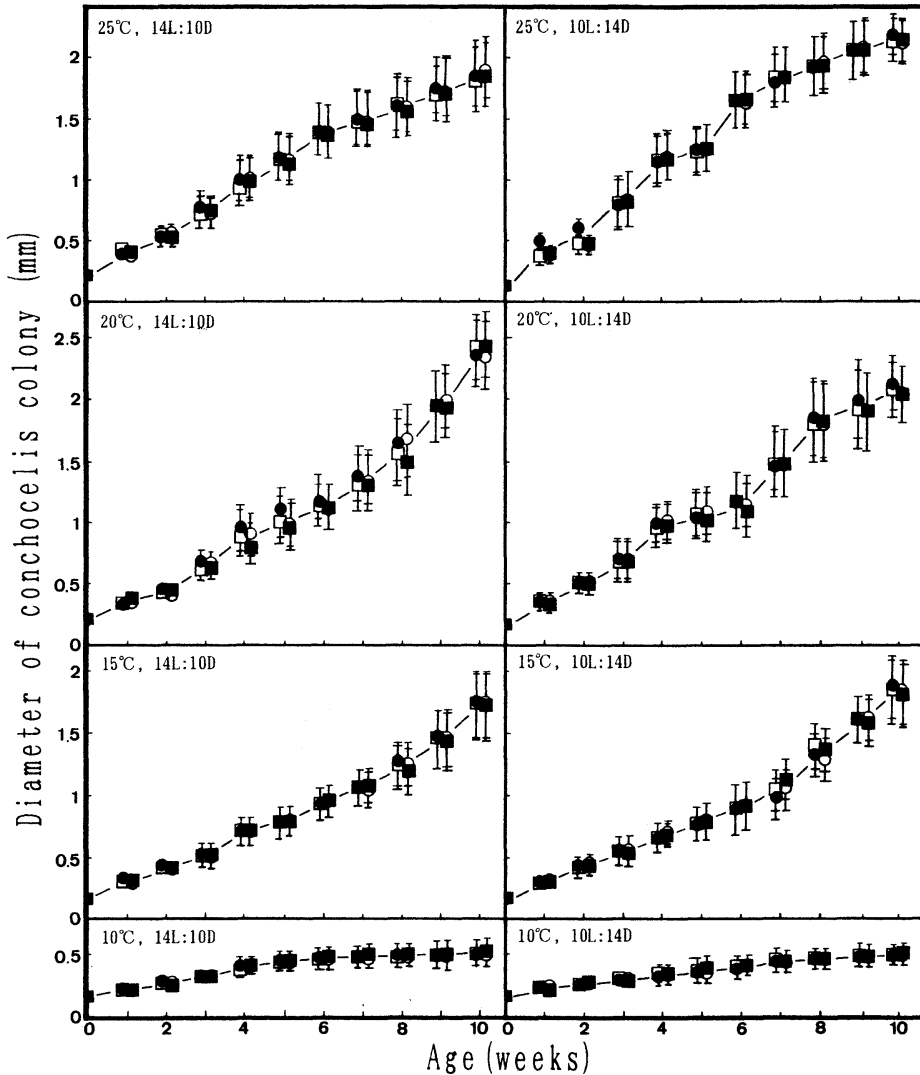 Diameter of conchocelis colony (mm)
25℃, 14L:10D
2
1.5
1
0.5
0
25℃, 10L:14D
20℃, 14L:10D
2.5
2
1.5
1
0.5
0
20℃, 10L:14D
15℃, 14L:10D
2
1.5
1
0.5
0
15℃, 10L:14D
10℃, 14L:10D
0.5
0
10℃, 10L:14D
0 2 4 6 8 10 0 2 4 6 8 10
Age (weeks)